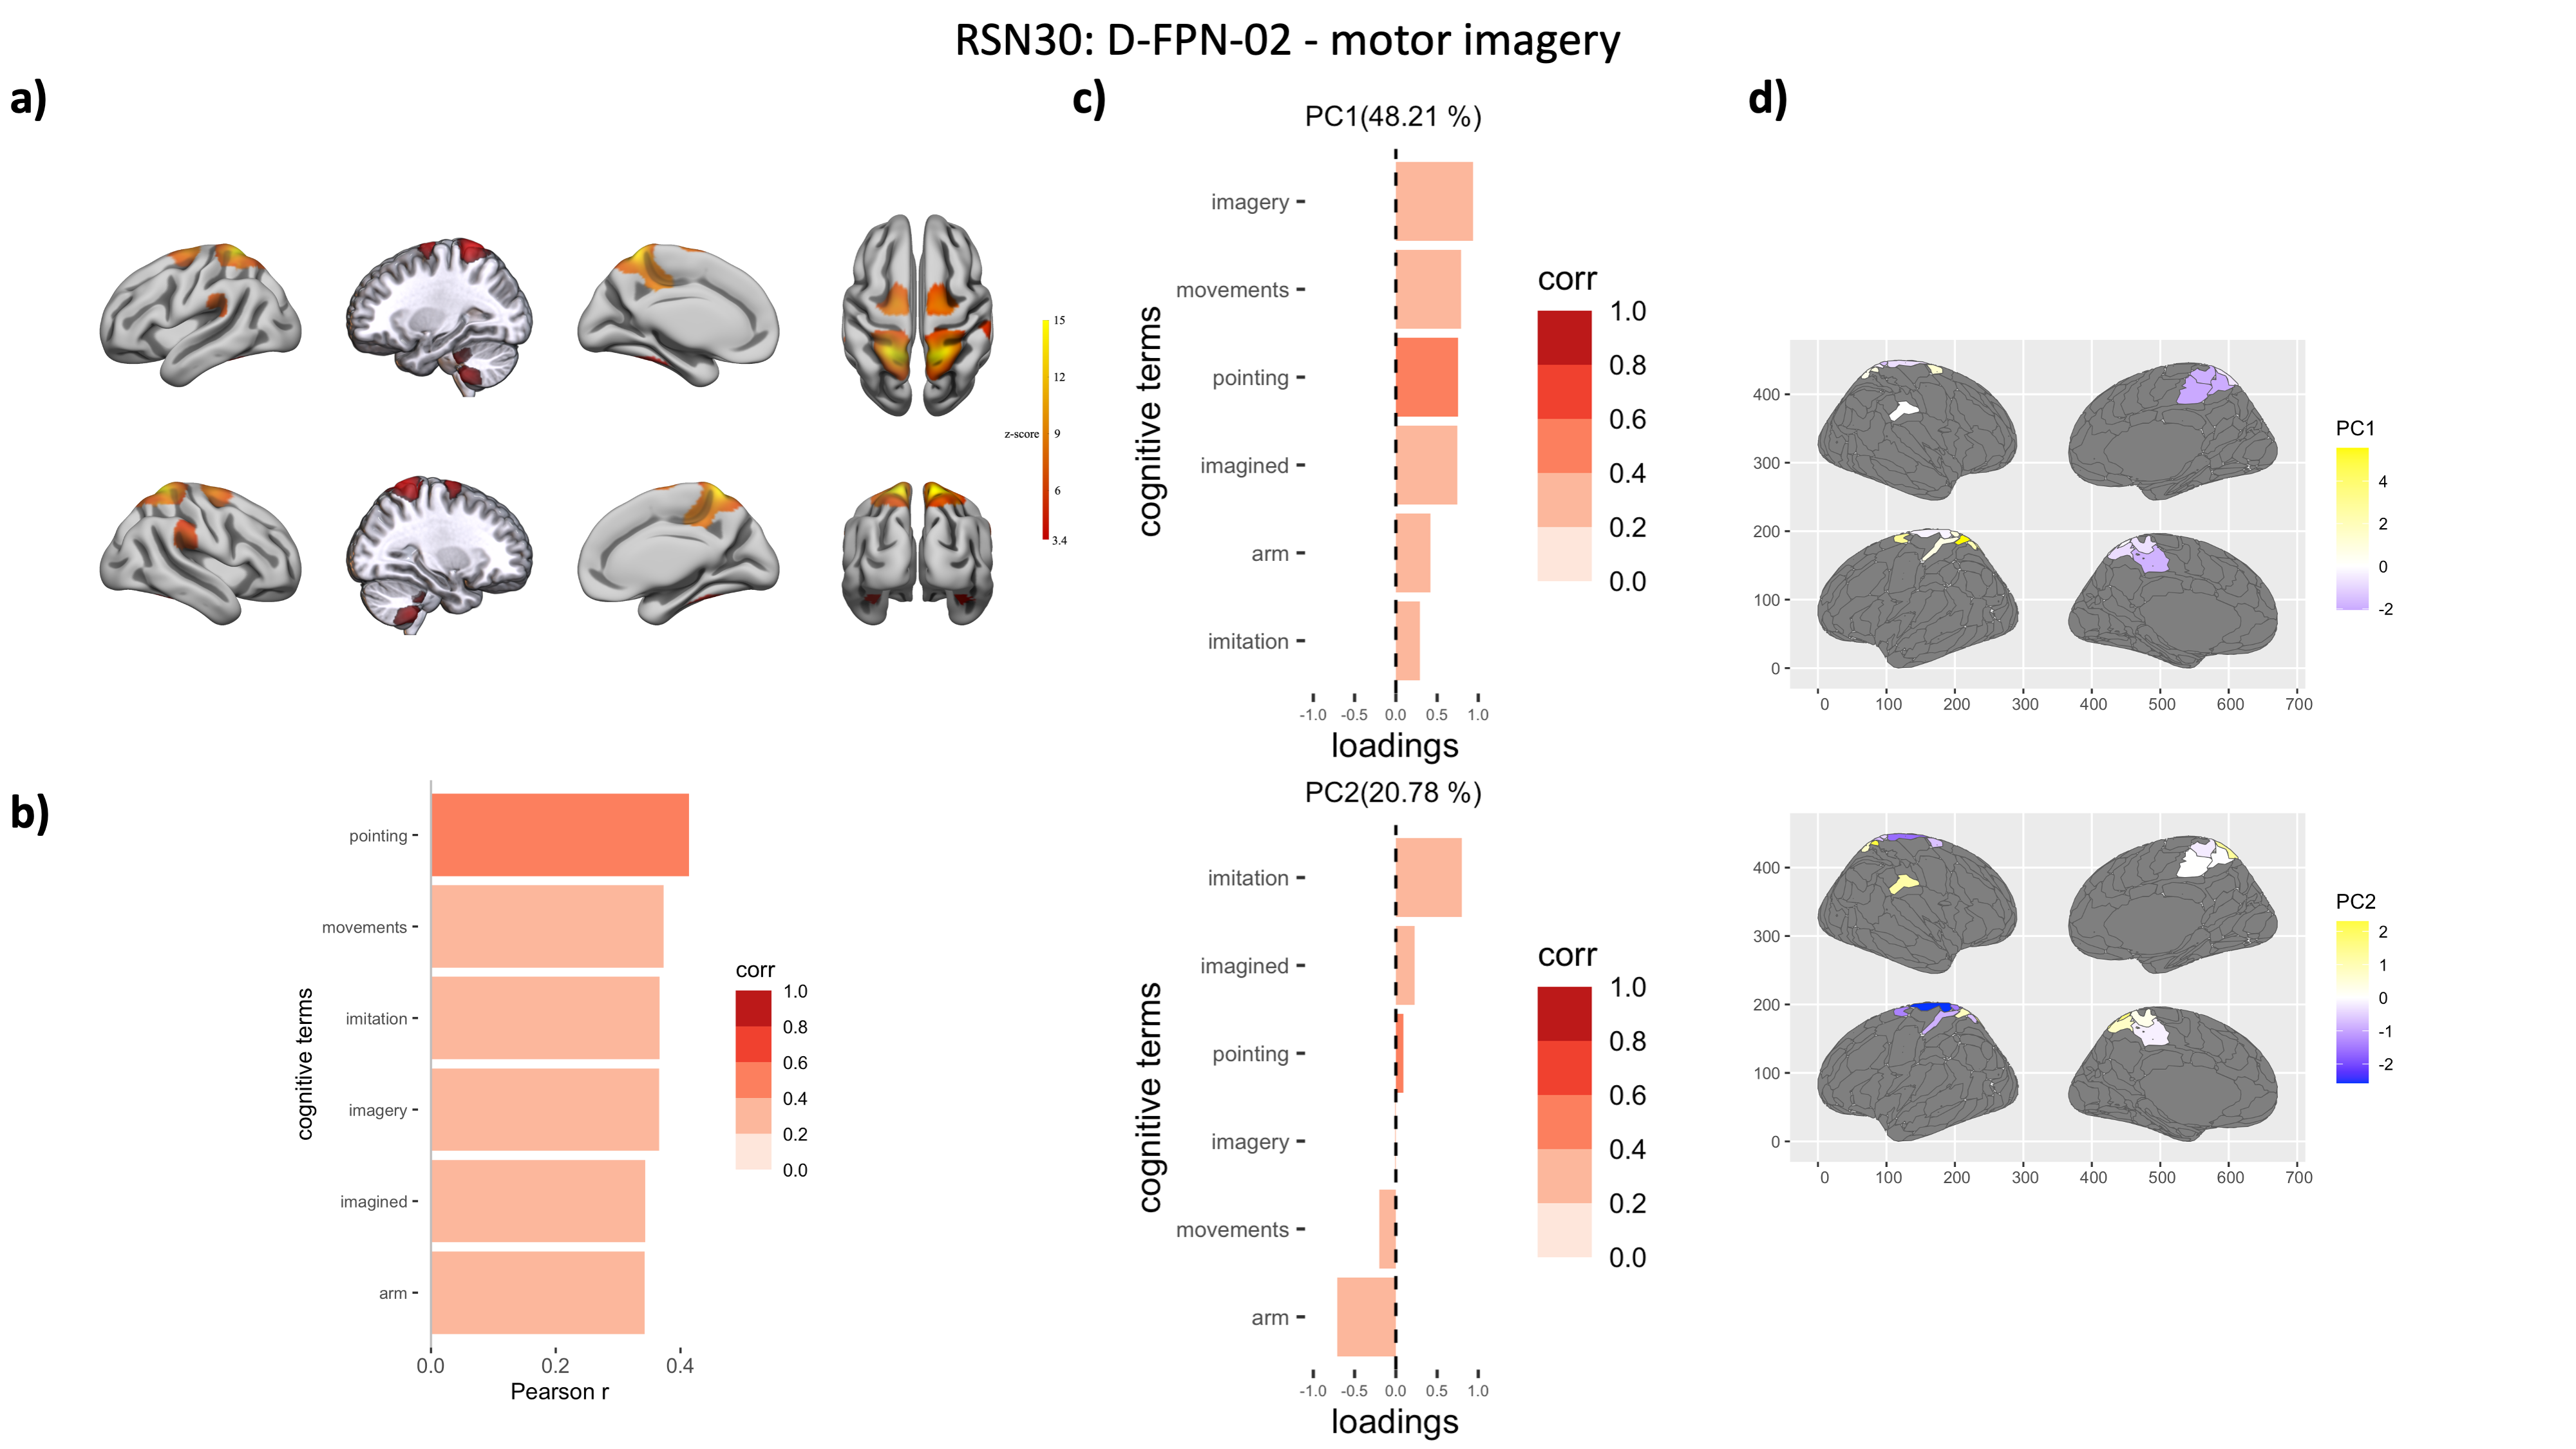 RSN30: D-FPN-02 - motor imagery
a)
15
12
z-score
9
6
3.4
b)
pointing
movements
imitation
imagery
imagined
arm
cognitive terms
0.0
0.2
0.4
Pearson r
corr
1.0
0.8
0.6
0.4
0.2
0.0
c)
PC1(48.21 %)
imagery
movements
pointing
imagined
arm
imitation
cognitive terms
-1.0
-0.5
0.0
0.5
1.0
loadings
corr
1.0
0.8
0.6
0.4
0.2
0.0
PC2(20.78 %)
imitation
imagined
pointing
imagery
movements
arm
cognitive terms
-1.0
-0.5
0.0
0.5
1.0
loadings
corr
1.0
0.8
0.6
0.4
0.2
0.0
d)
400
300
200
100
0
0
100
200
300
400
500
600
700
PC1
4
2
0
-2
400
300
200
100
0
0
100
200
300
400
500
600
700
PC2
2
1
0
-1
-2